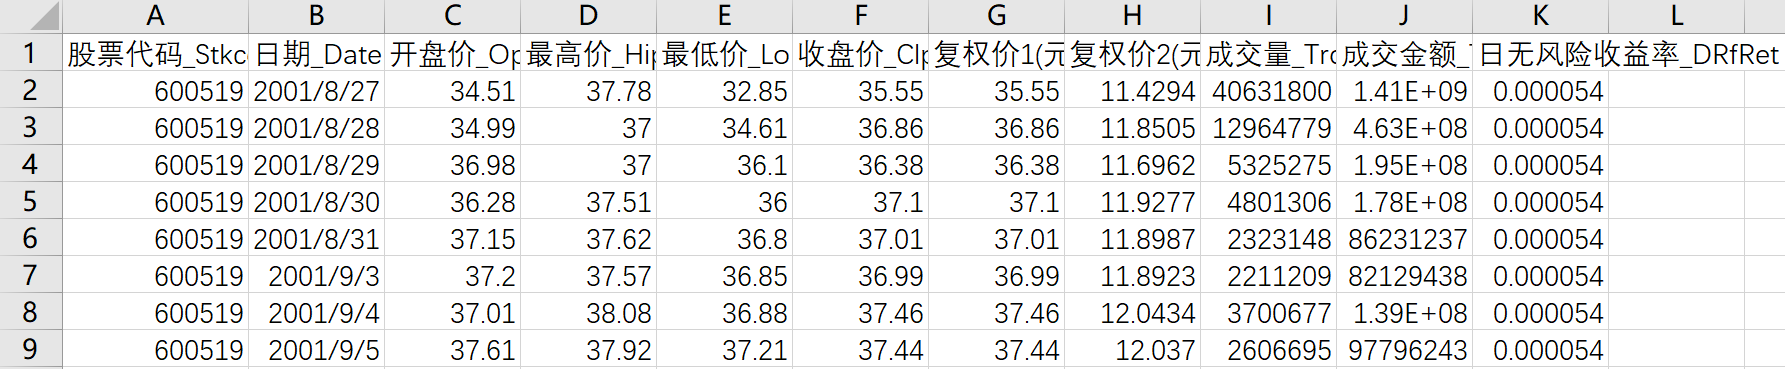 A B C D E F G H I J K L
1 股票代码_Stkc 日期_Date 开盘价_Op 最高价_Hip 最低价_Lo 收盘价_Clp 复权价1(元 复权价2(元 成交量_Trd 成交金额_T 日无风险收益率_DRfRet
2 600519 2001/8/27 34.51 37.78 32.85 35.55 35.55 11.4294 40631800 1.41E+09 0.000054
3 600519 2001/8/28 34.99 37 34.61 36.86 36.86 11.8505 12964779 4.63E+08 0.000054
4 600519 2001/8/29 36.98 37 36.1 36.38 36.38 11.6962 5325275 1.95E+08 0.000054
5 600519 2001/8/30 36.28 37.51 36 37.1 37.1 11.9277 4801306 1.78E+08 0.000054
6 600519 2001/8/31 37.15 37.62 36.8 37.01 37.01 11.8987 2323148 86231237 0.000054
7 600519 2001/9/3 37.2 37.57 36.85 36.99 36.99 11.8923 2211209 82129438 0.000054
8 600519 2001/9/4 37.01 38.08 36.88 37.46 37.46 12.0434 3700677 1.39E+08 0.000054
9 600519 2001/9/5 37.61 37.92 37.21 37.44 37.44 12.037 2606695 97796243 0.000054